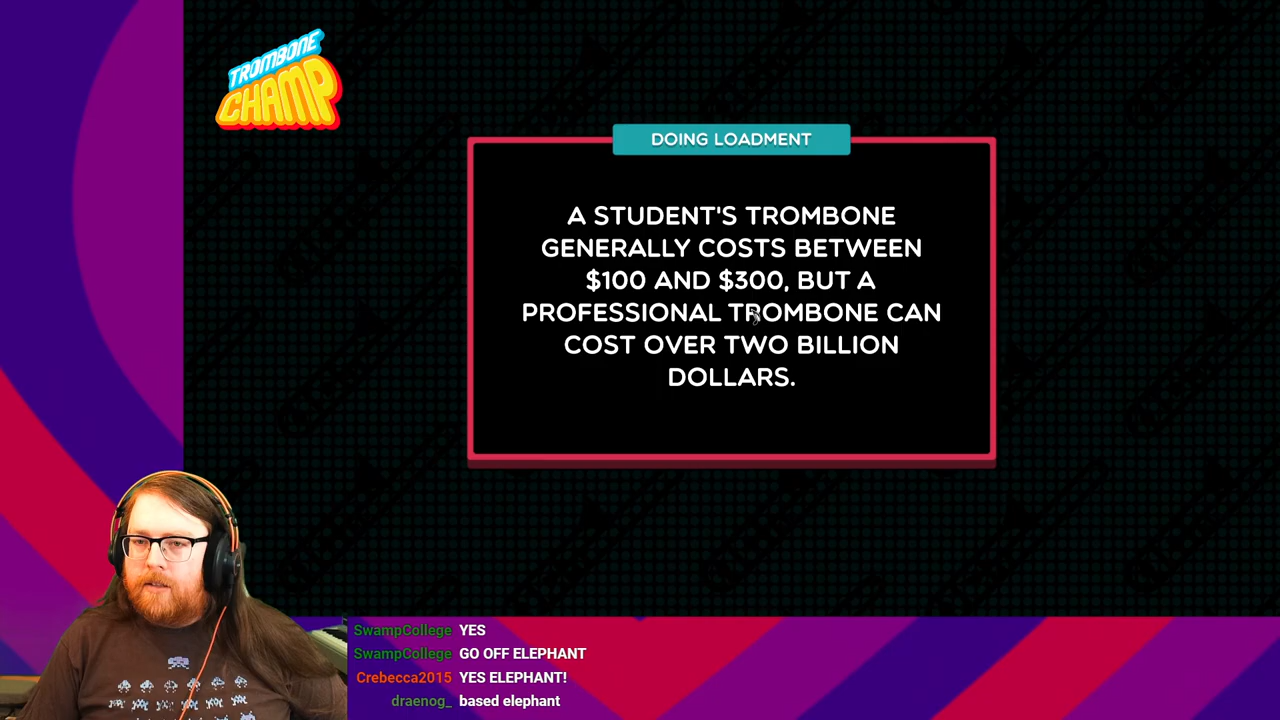 TROMBONE
CHAMP
DOING LOADMENT
A STUDENT'S TROMBONE
GENERALLY COSTS BETWEEN
$100 AND $300, BUT A
PROFESSIONAL TROMBONE CAN
COST OVER TWO BILLION
DOLLARS.
SwampCollege YES
SwampCollege GO OFF ELEPHANT
Crebecca2015 YES ELEPHANT!
draenog_ based elephant